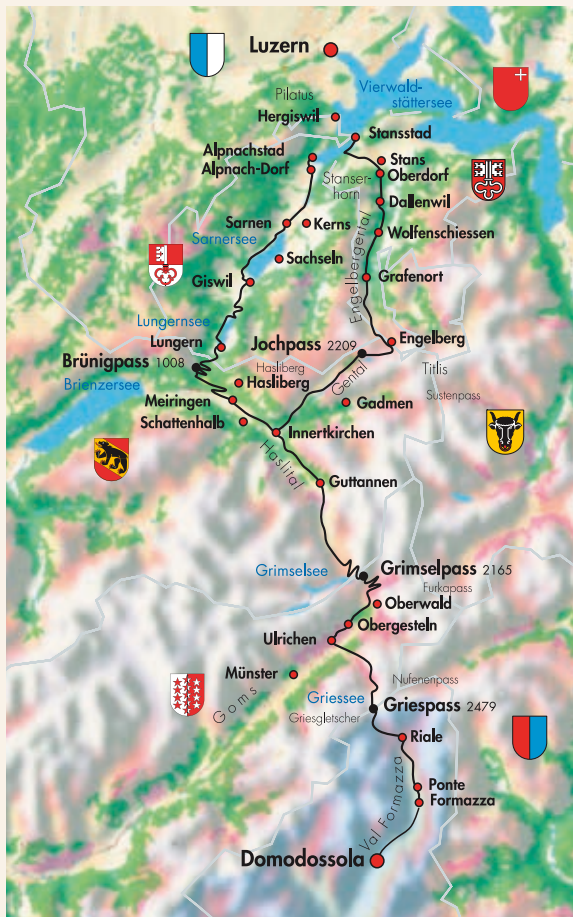 Luzern
Vierwald-
stättersee
Pilatus
Hergiswil
Stansstad
Alpnachstad
Alpnach-Dorf
Stans
Oberdorf
Stanser-
horn
Dallenwil
Sarnen
Kerns
Sarnersee
Wolfenschiessen
Engelbergertal
Sachseln
Giswil
Grafenort
Lungernsee
Lungern
Jochpass 2209
Engelberg
Brünigpass 1008
Hasliberg
Titlis
Gental
Brienzersee
Hasliberg
Sustenpass
Meiringen
Gadmen
Schattenhalb
Innertkirchen
Haslital
Guttannen
Grimselsee
Grimselpass 2165
Furkapass
Oberwald
Obergesteln
Ulrichen
Münster
Goms
Nufenenpass
Griessee
Griespass 2479
Griesgletscher
Riale
Val Formazza
Ponte
Formazza
Domodossola